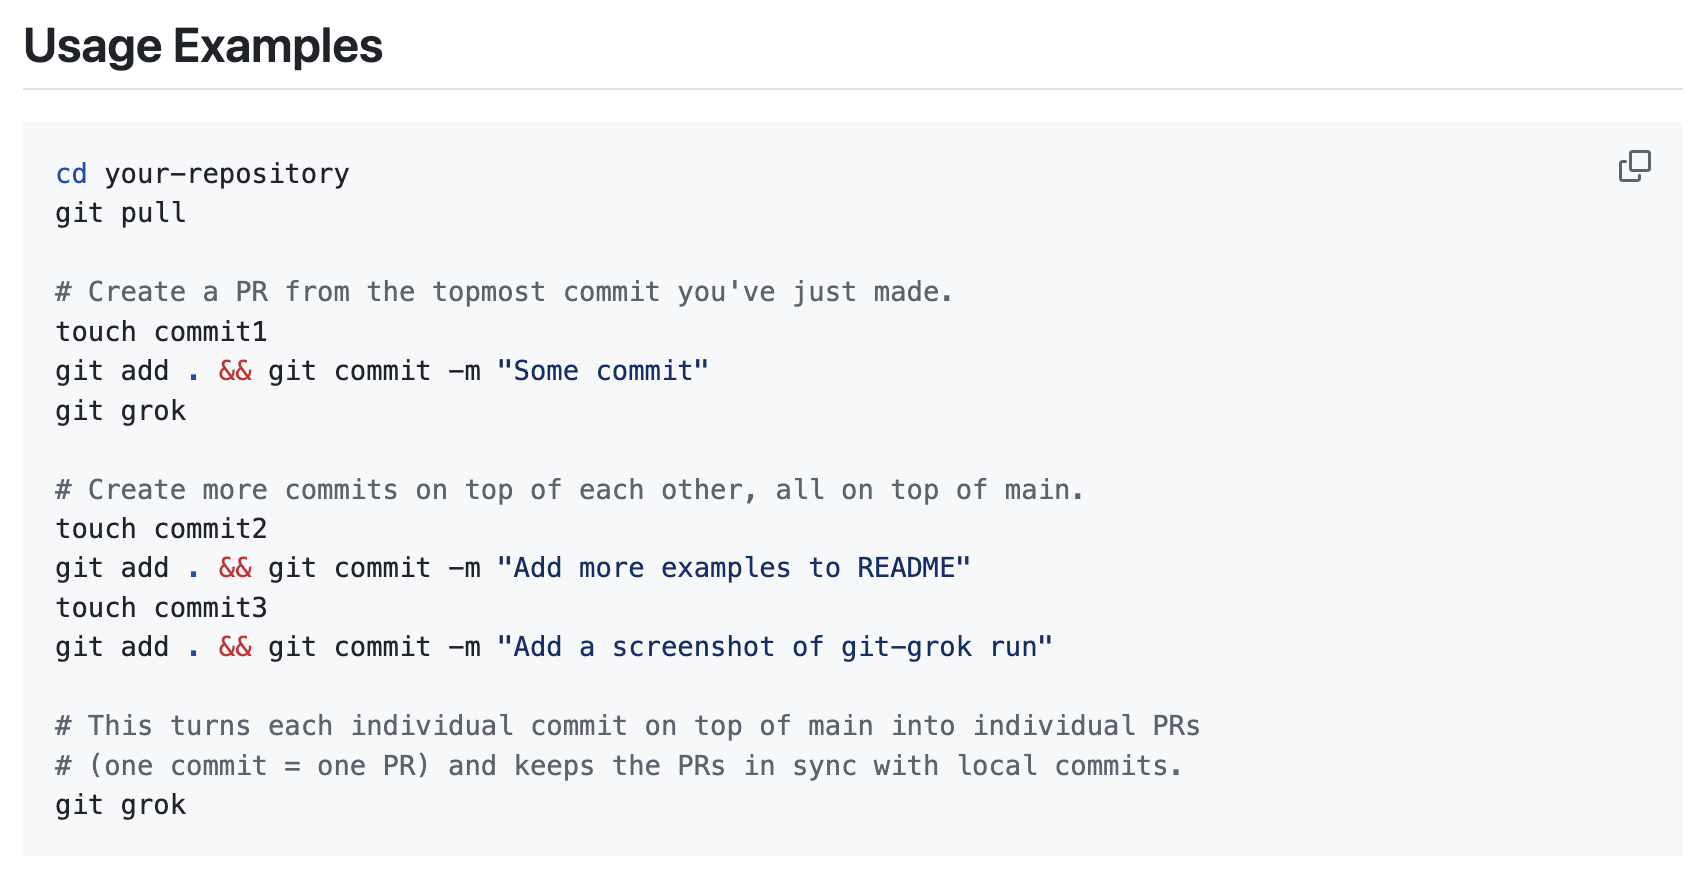 Usage Examples
cd your-repository
git pull
# Create a PR from the topmost commit you've just made.
touch commit1
git add . && git commit -m "Some commit"
git grok
# Create more commits on top of each other, all on top of main.
touch commit2
git add . && git commit -m "Add more examples to README"
touch commit3
git add . && git commit -m "Add a screenshot of git-grok run"
# This turns each individual commit on top of main into individual PRs
# (one commit = one PR) and keeps the PRs in sync with local commits.
git grok